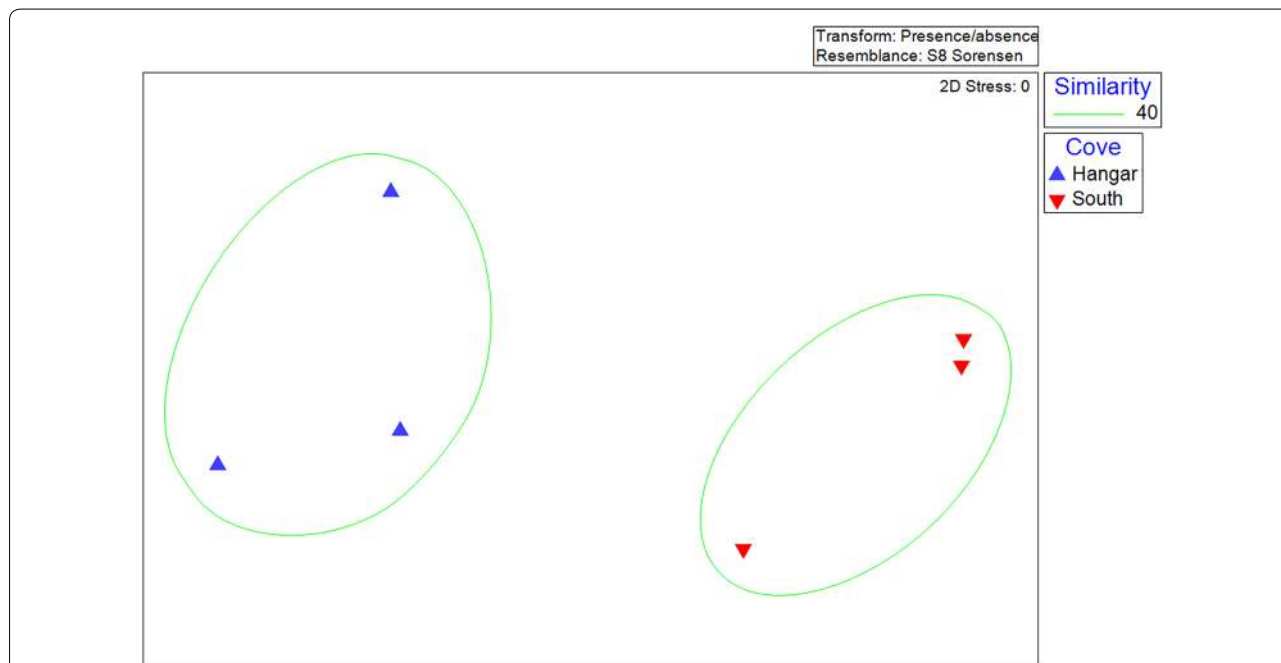 Transform: Presence/absence
Resemblance: S8 Sorensen
2D Stress: 0
Similarity
40
Cove
Hangar
South